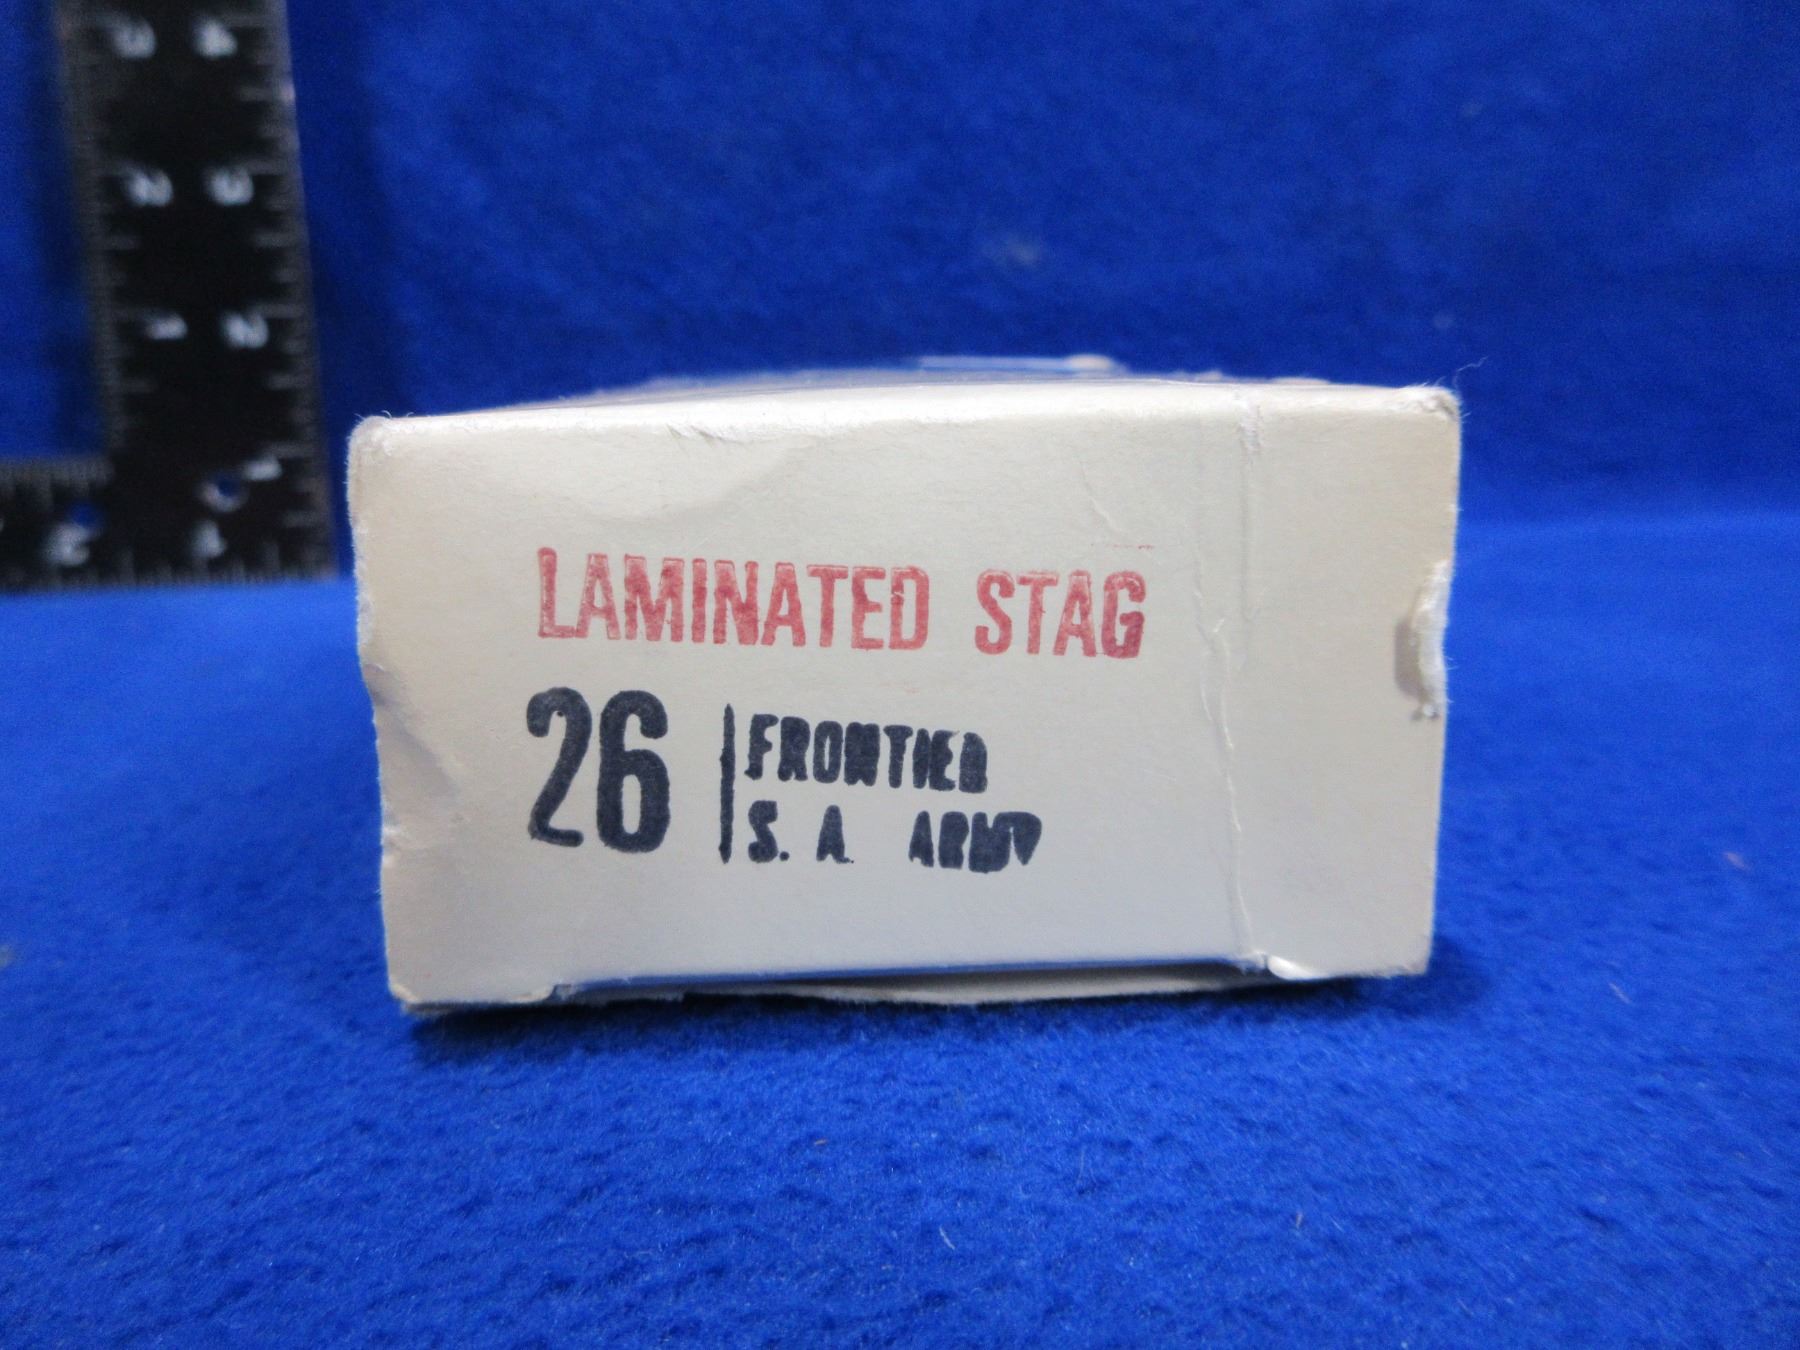 LAMINATED STAG
26 FRONTIER
S. A. ARMY